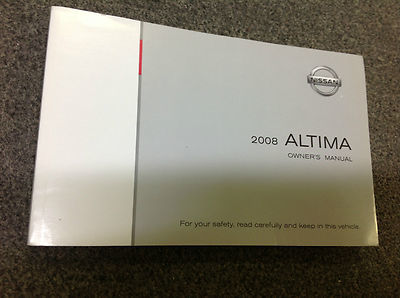 NISSAN
2008 ALTIMA
OWNER'S MANUAL
For your safety, read carefully and keep in this vehicle.